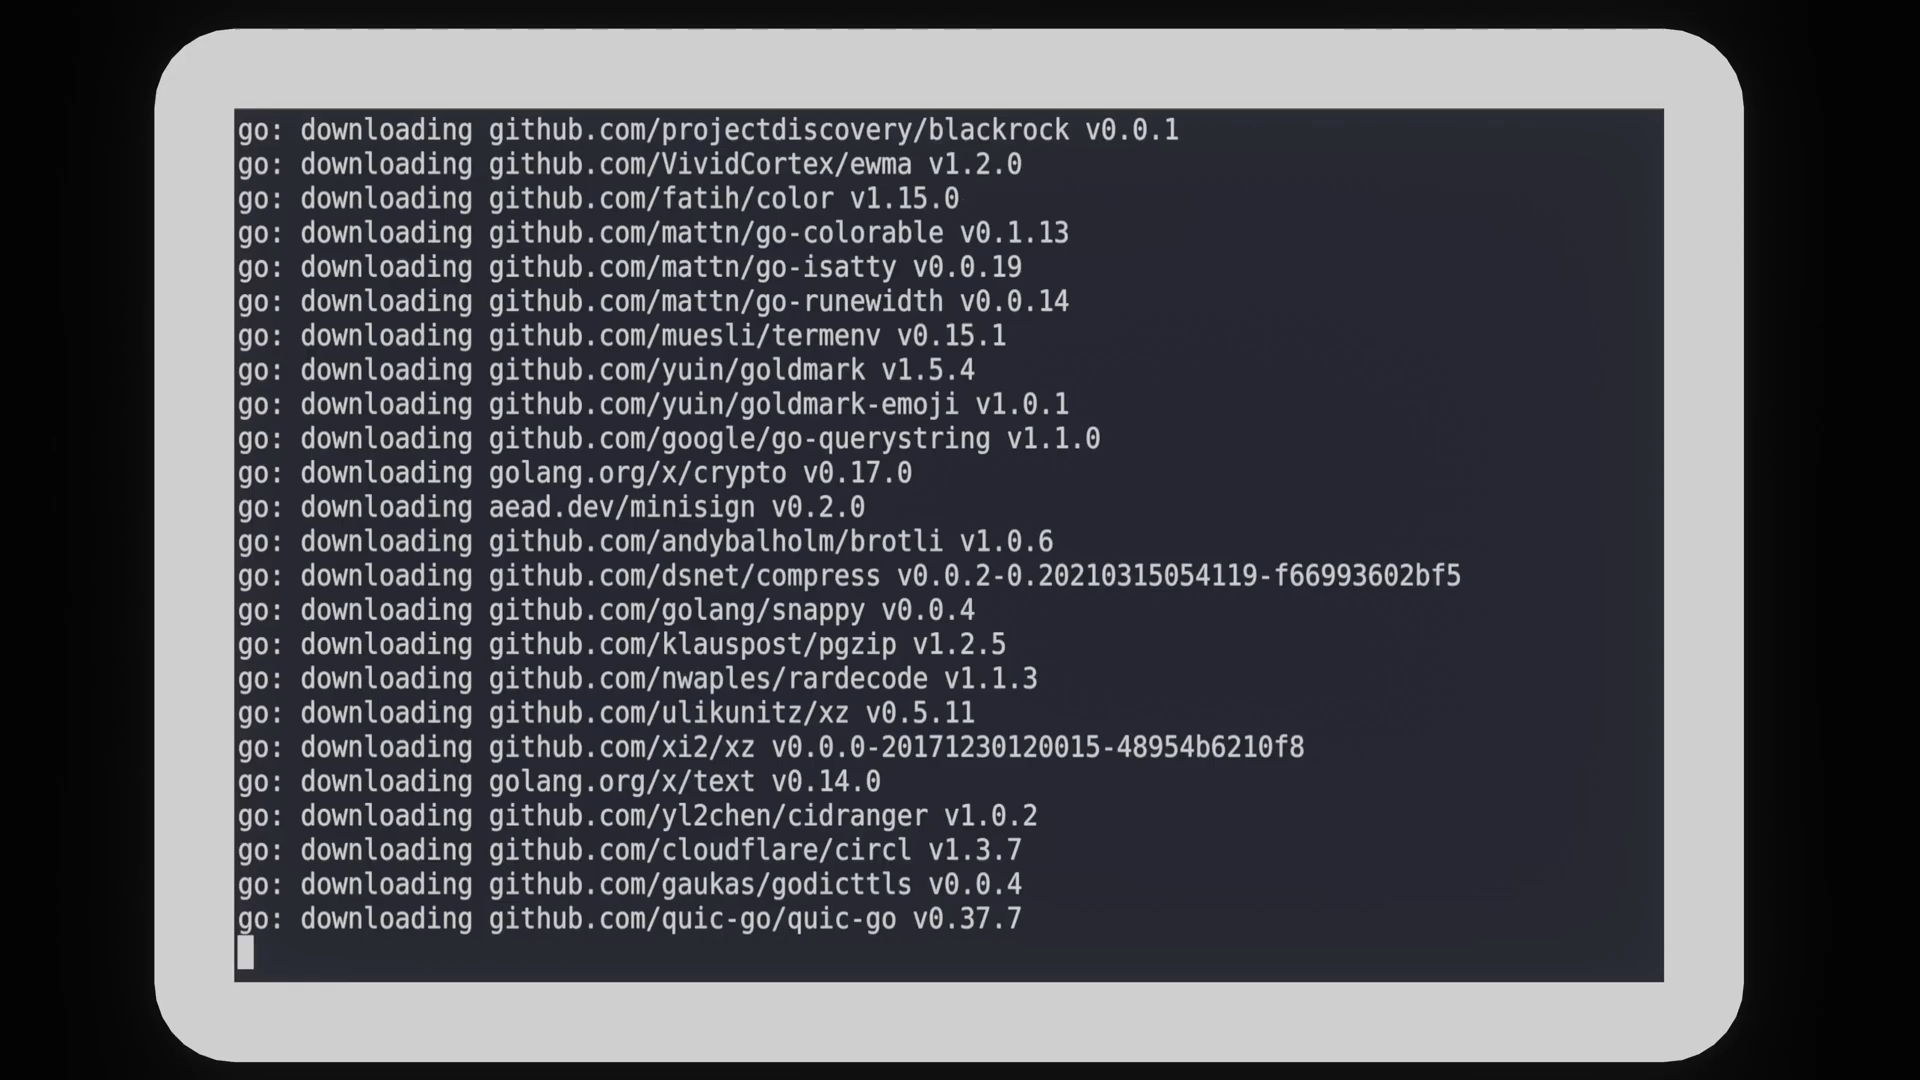 go: downloading github.com/projectdiscovery/blackrock v0.0.1
go: downloading github.com/VividCortex/ewma v1.2.0
go: downloading github.com/fatih/color v1.15.0
go: downloading github.com/mattn/go-colorable v0.1.13
go: downloading github.com/mattn/go-isatty v0.0.19
go: downloading github.com/mattn/go-runewidth v0.0.14
go: downloading github.com/muesli/termenv v0.15.1
go: downloading github.com/yuin/goldmark v1.5.4
go: downloading github.com/yuin/goldmark-emoji v1.0.1
go: downloading github.com/google/go-querystring v1.1.0
go: downloading golang.org/x/crypto v0.17.0
go: downloading aead.dev/minisign v0.2.0
go: downloading github.com/andybalholm/brotli v1.0.6
go: downloading github.com/dsnet/compress v0.0.2-0.20210315054119-f66993602bf5
go: downloading github.com/golang/snappy v0.0.4
go: downloading github.com/klauspost/pgzip v1.2.5
go: downloading github.com/nwaples/rardecode v1.1.3
go: downloading github.com/ulikunitz/xz v0.5.11
go: downloading github.com/xi2/xz v0.0.0-20171230120015-48954b6210f8
go: downloading golang.org/x/text v0.14.0
go: downloading github.com/yl2chen/cidranger v1.0.2
go: downloading github.com/cloudflare/circl v1.3.7
go: downloading github.com/gaukas/godicttls v0.0.4
go: downloading github.com/quic-go/quic-go v0.37.7